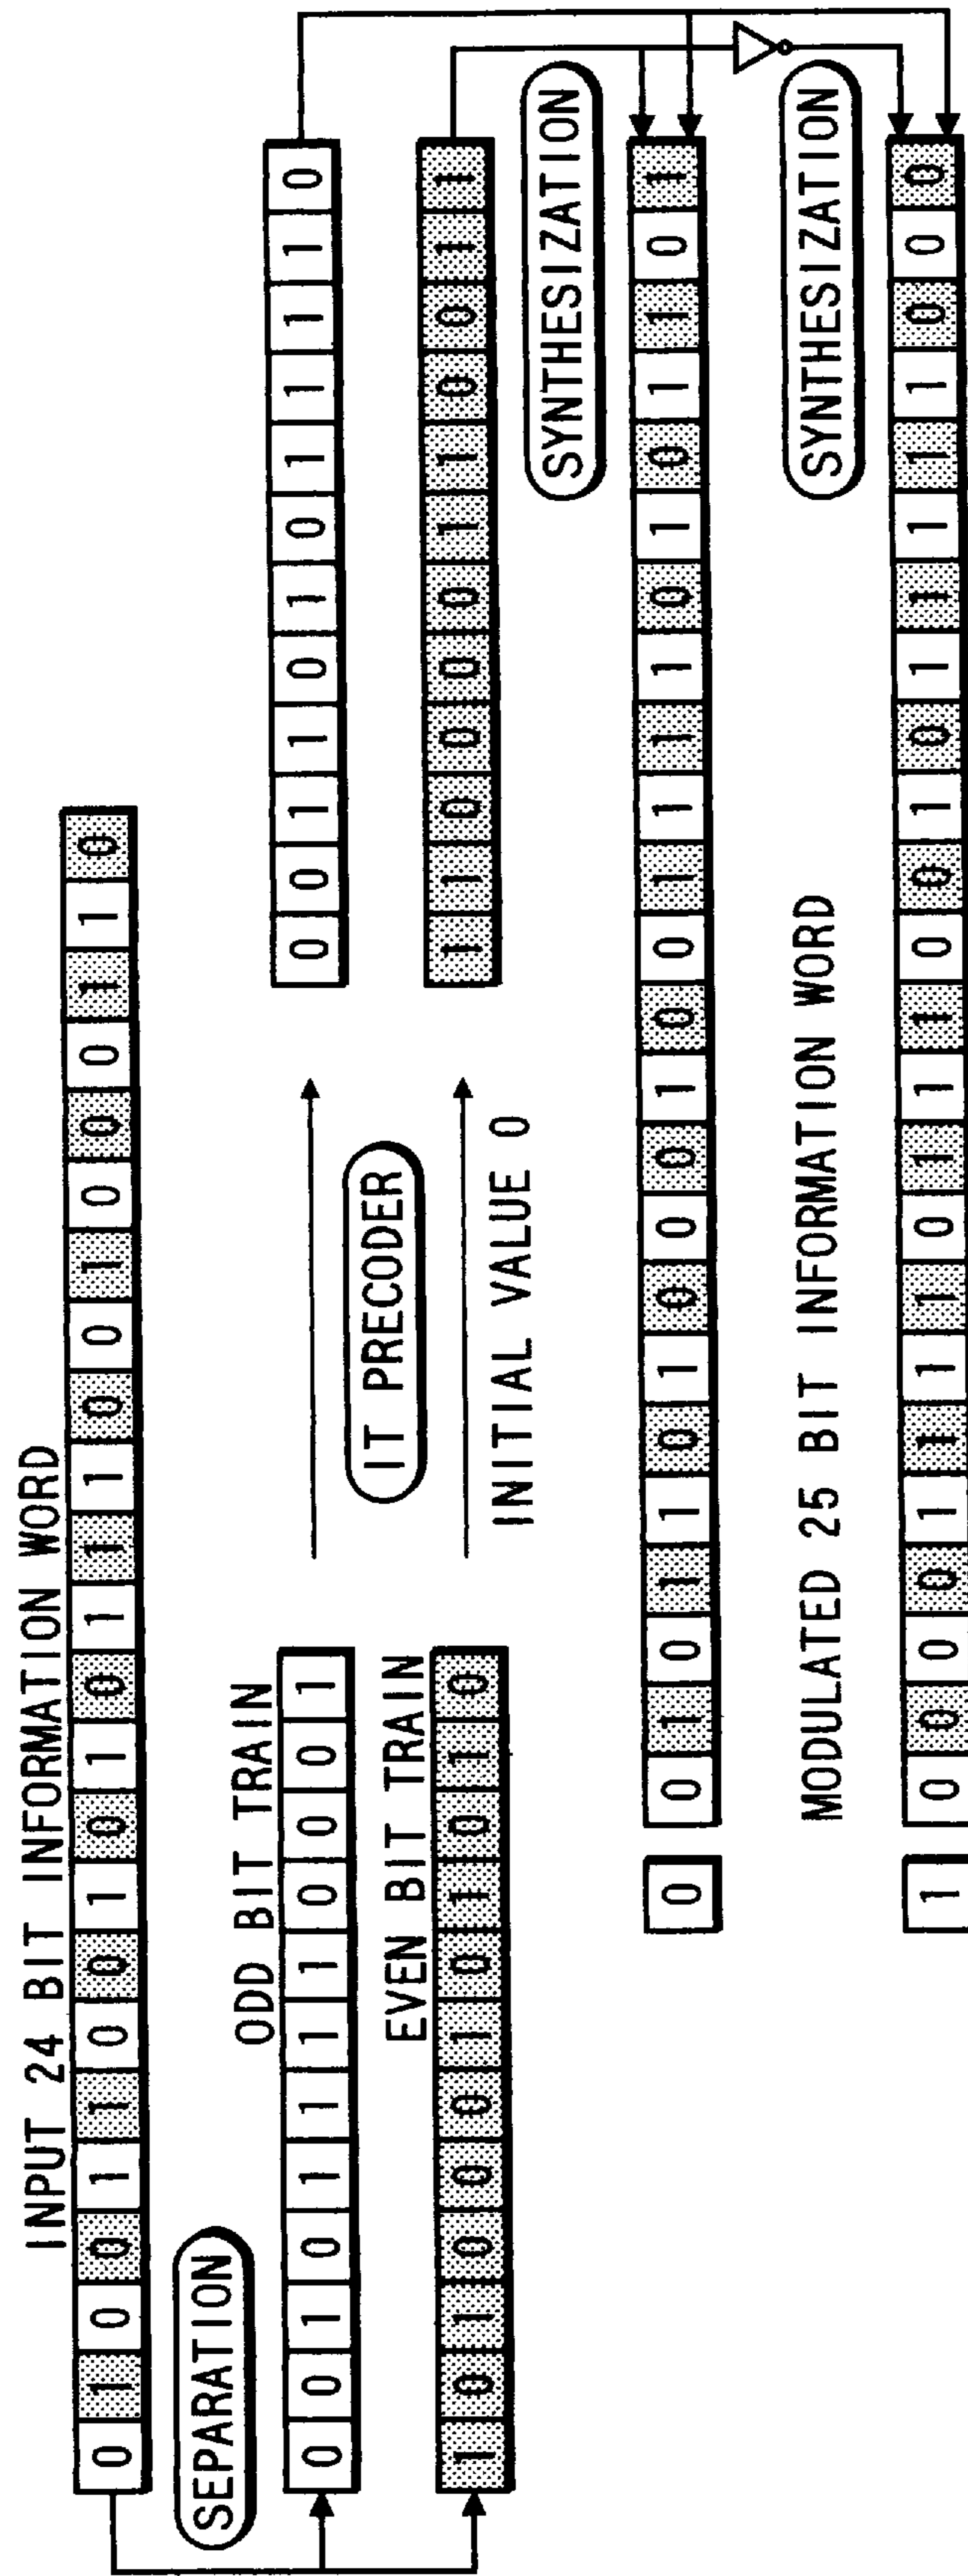 INPUT 24 BIT INFORMATION WORD
0 1 0 0 1 1 0 0 1 0 1 0 1 1 1 0 0 1 0 0 0 1 1 0
SEPARATION
ODD BIT TRAIN
0 0 1 0 1 1 1 1 0 0 0 1
EVEN BIT TRAIN
1 0 1 0 0 0 1 0 1 0 1 0
IT PRECODER
INITIAL VALUE 0
0 0 1 1 0 1 0 1 1 1 1 0
1 1 0 0 0 0 1 1 0 0 1 1
SYNTHESIZATION
0 0 1 0 1 1 0 1 0 0 0 1 0 0 1 1 1 1 0 1 0 1 1 0 1
MODULATED 25 BIT INFORMATION WORD
SYNTHESIZATION
1 0 0 0 0 1 1 1 1 0 1 1 1 0 0 1 0 1 1 1 1 1 0 0 0